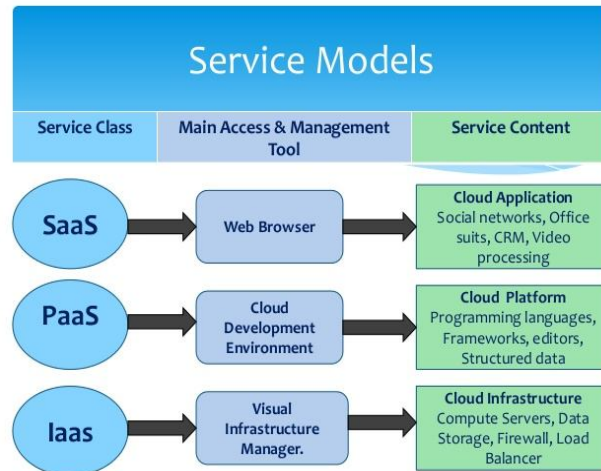 Service Models
Service Class
Main Access & Management
Tool
Service Content
SaaS
Web Browser
Cloud Application
Social networks, Office
suits, CRM, Video
processing
PaaS
Cloud
Development
Environment
Cloud Platform
Programming languages,
Frameworks, editors,
Structured data
Iaas
Visual
Infrastructure
Manager.
Cloud Infrastructure
Compute Servers, Data
Storage, Firewall, Load
Balancer